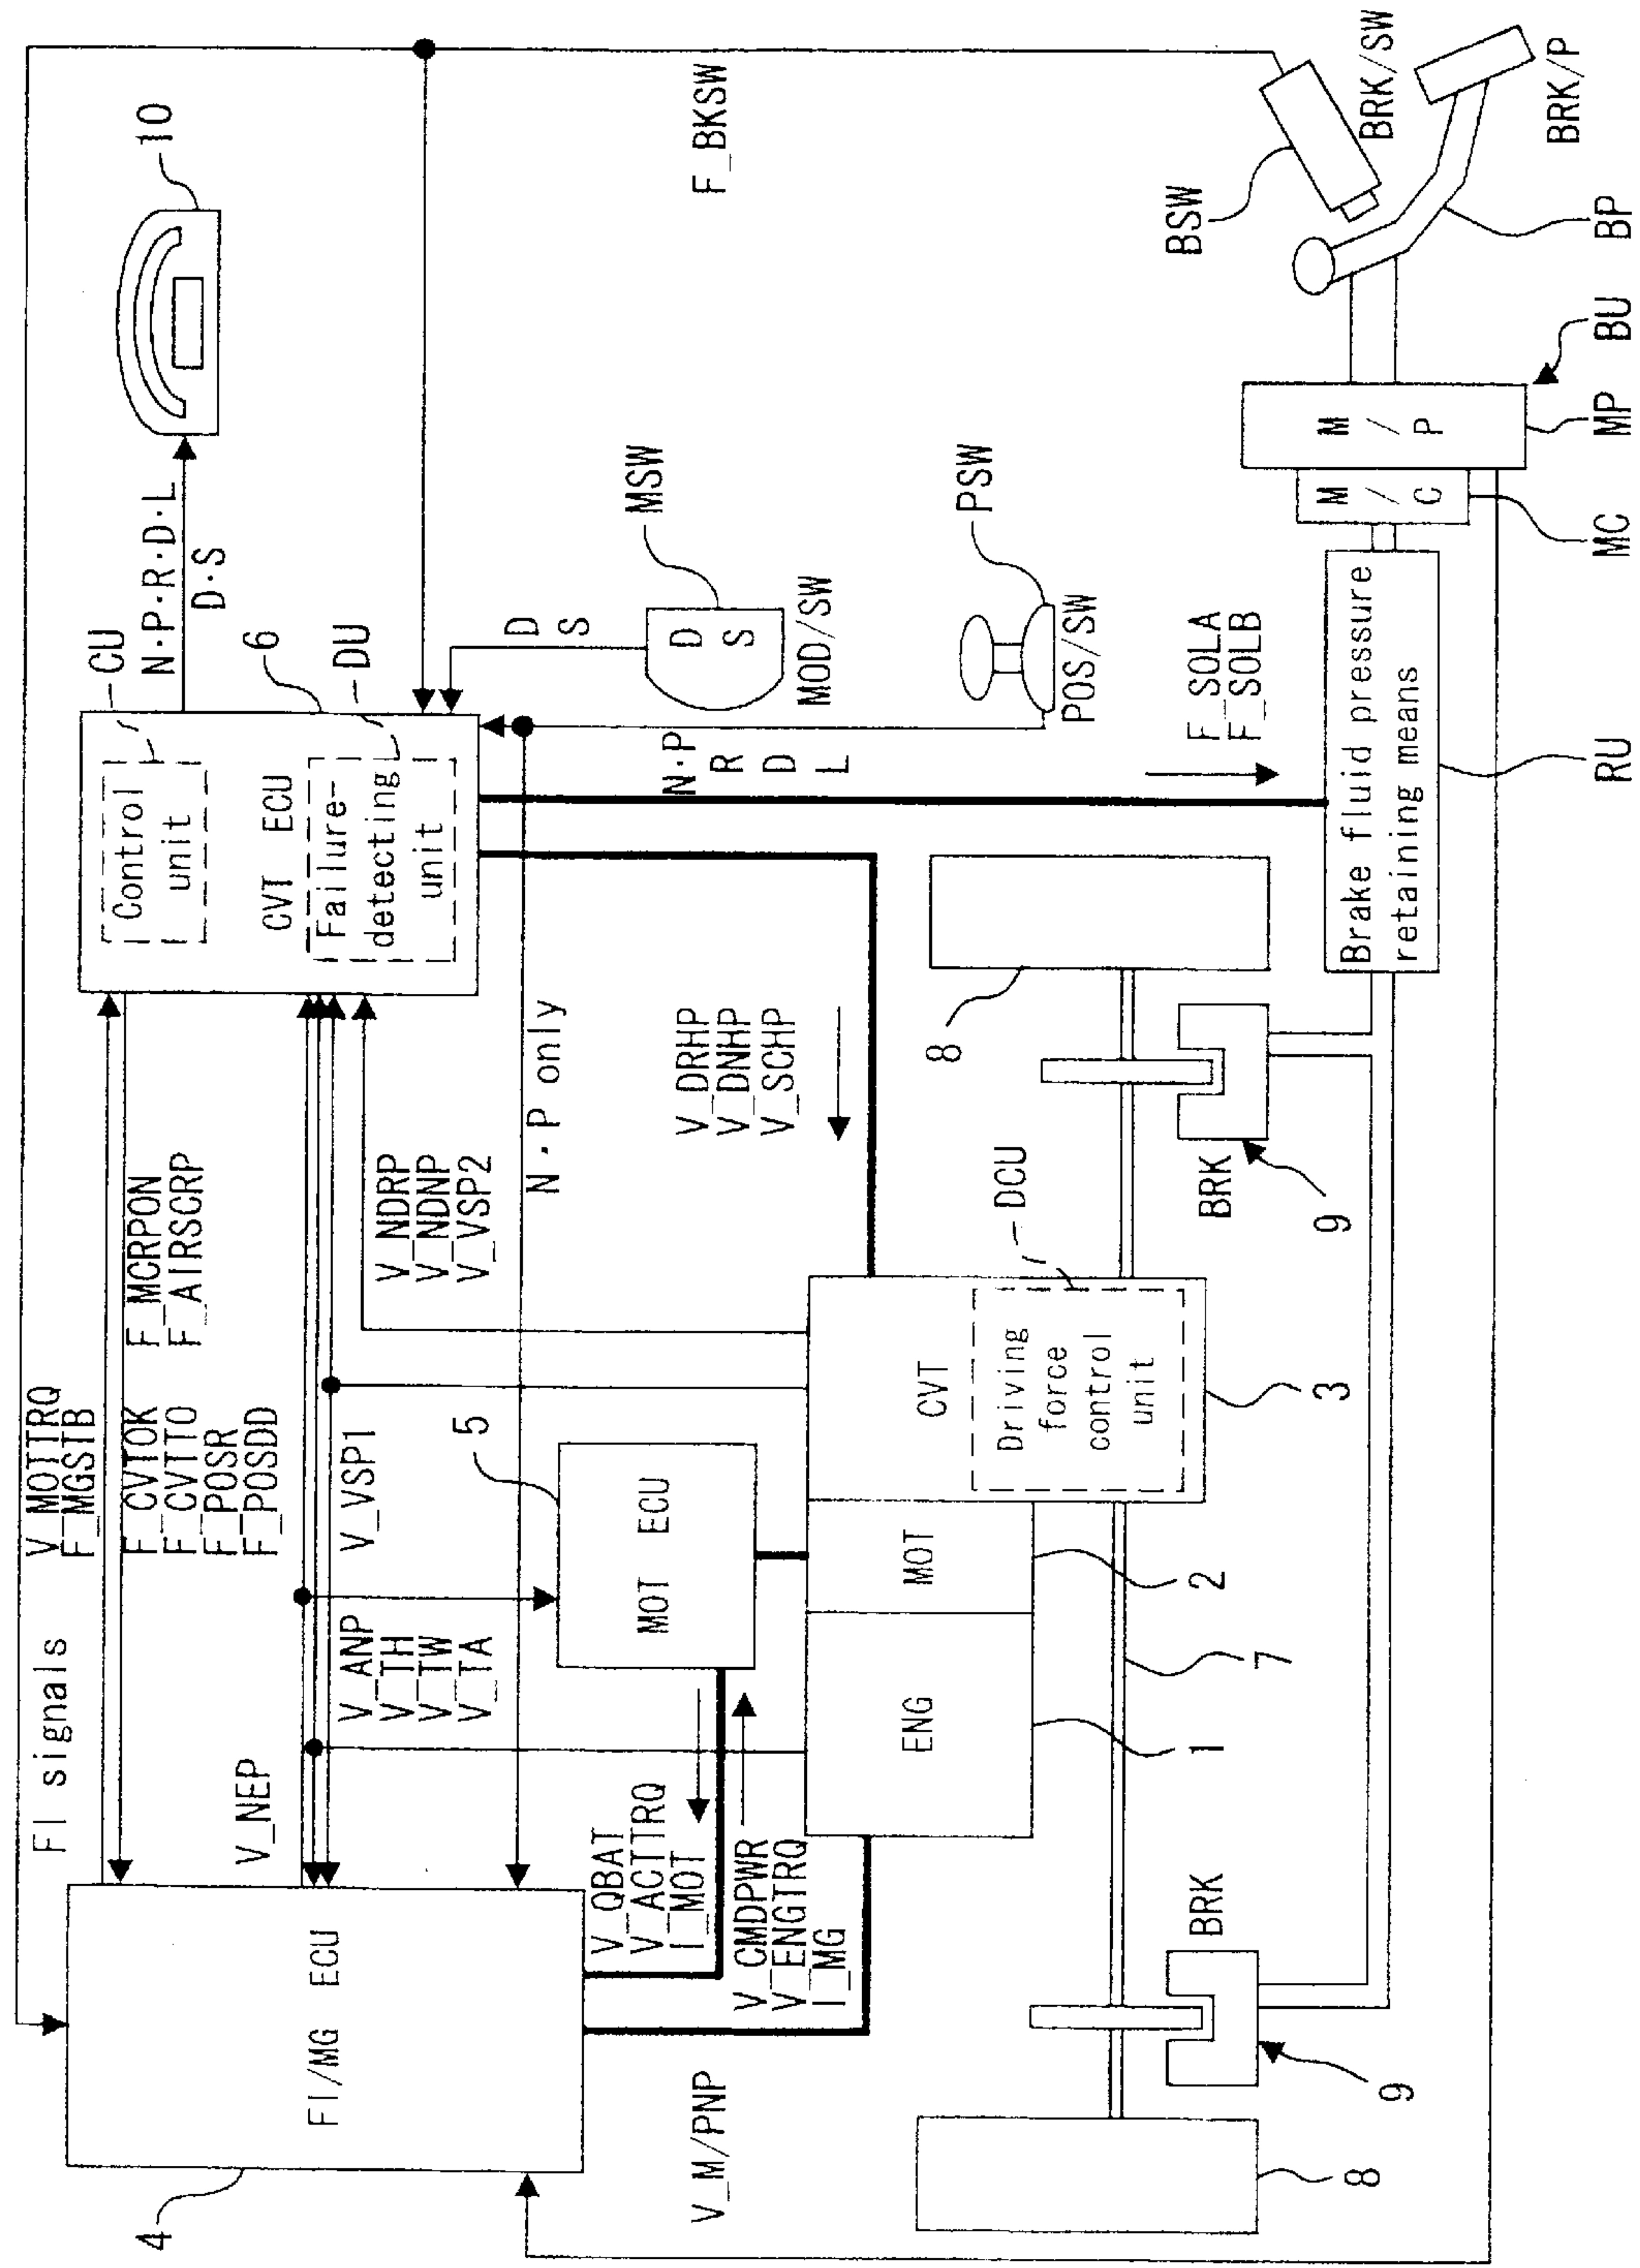 FI signals
V_MOTTRQ
F_MGSTB
F_CVTOK
F_CVTTO
F_POSR
F_POSDD
F_MCRPON
F_AIRSCRP
CU
N·P·R·D·L
D·S
10
6
DU
Control
unit
CVT ECU
Failure-
detecting
unit
F_BKSW
4
FI/MG ECU
V_NEP
V_ANP
V_TH
V_TW
V_TA
V_VSP1
V_NDRP
V_NDNP
V_VSP2
N·P only
D
S
D
S
MSW
MOD/SW
N·P
R
D
L
PSW
POS/SW
5
MOT ECU
V_QBAT
V_ACTTRQ
I_MOT
V_CMDPWR
V_ENGTRQ
I_MG
V_DRHP
V_DNHP
V_SCHP
F_SOLA
F_SOLB
V_M/PNP
ENG
MOT
CVT
Driving
force
control
unit
DCU
1
2
3
7
8
8
BRK
9
BRK
9
Brake fluid pressure
retaining means
RU
M/C
MC
M/P
MP
BU
BSW
BRK/SW
BP
BRK/P